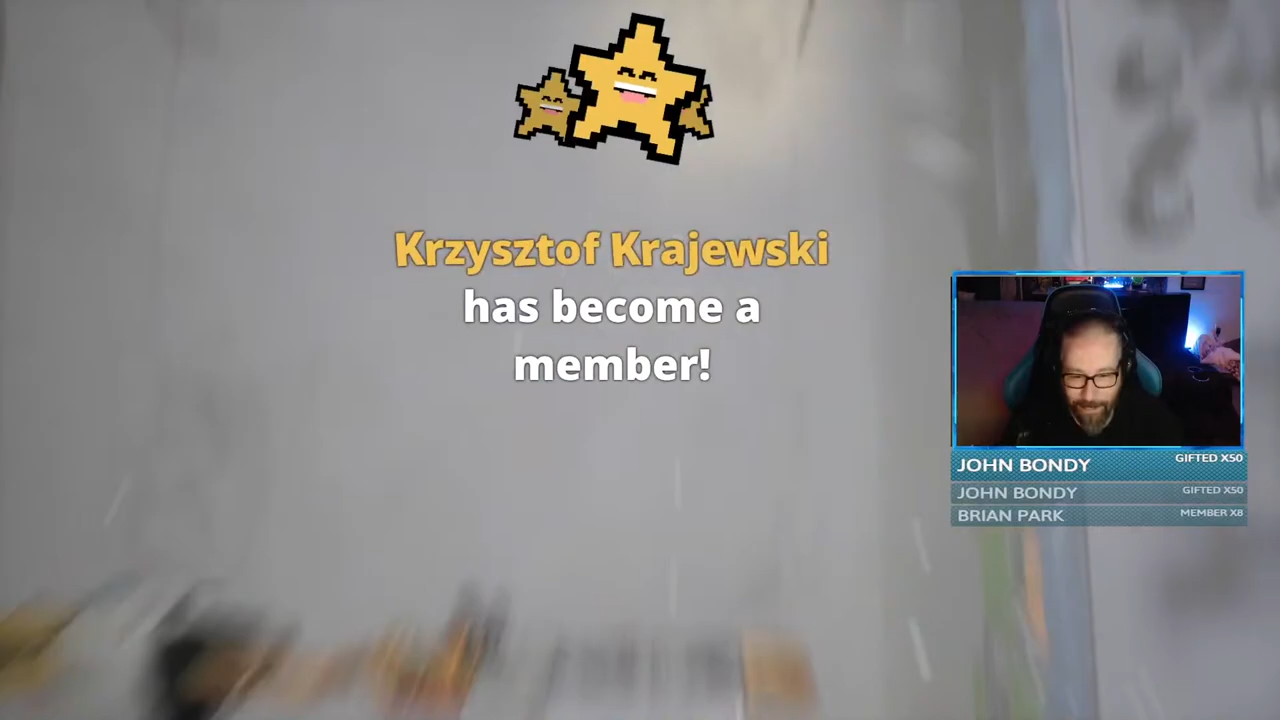 Krzysztof Krajewski
has become a
member!
JOHN BONDY GIFTED X50
JOHN BONDY GIFTED X50
BRIAN PARK MEMBER X8